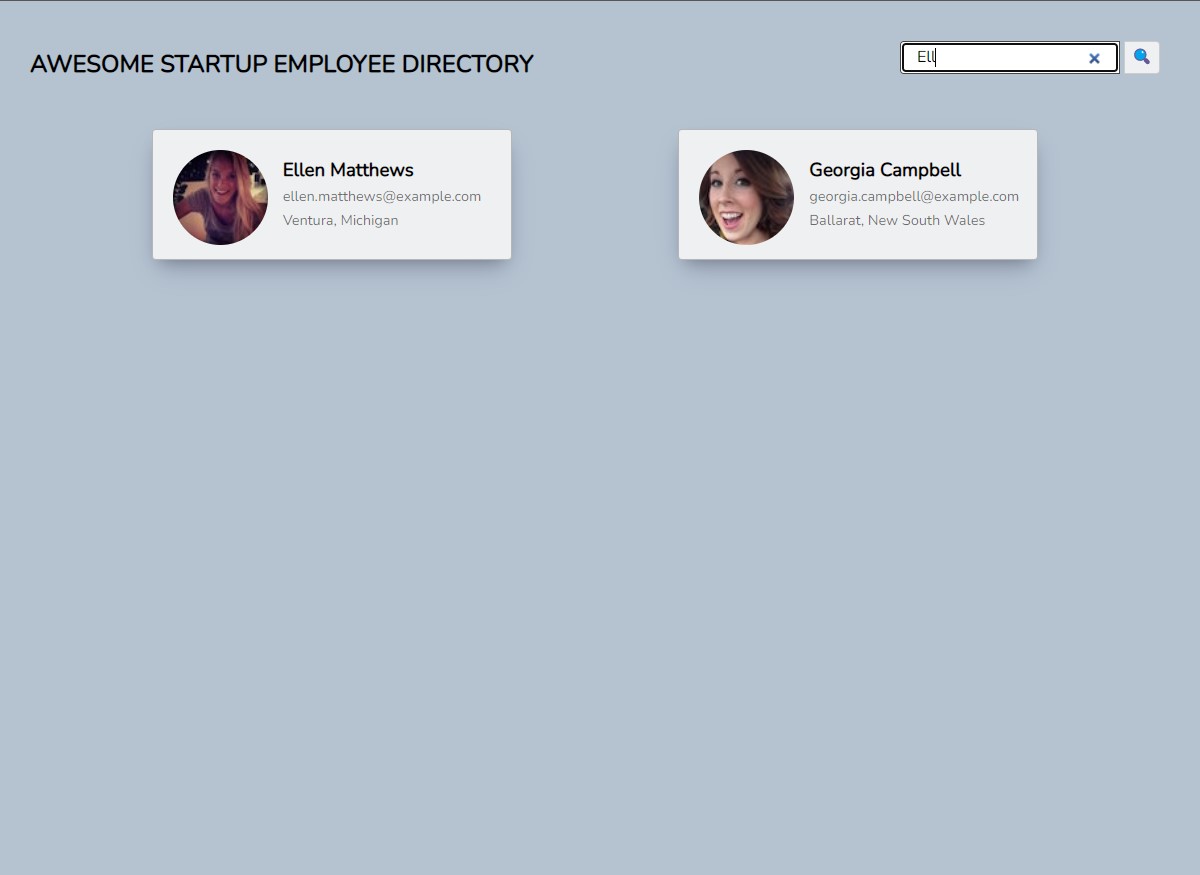 AWESOME STARTUP EMPLOYEE DIRECTORY
Ell
Ellen Matthews
ellen.matthews@example.com
Ventura, Michigan
Georgia Campbell
georgia.campbell@example.com
Ballarat, New South Wales